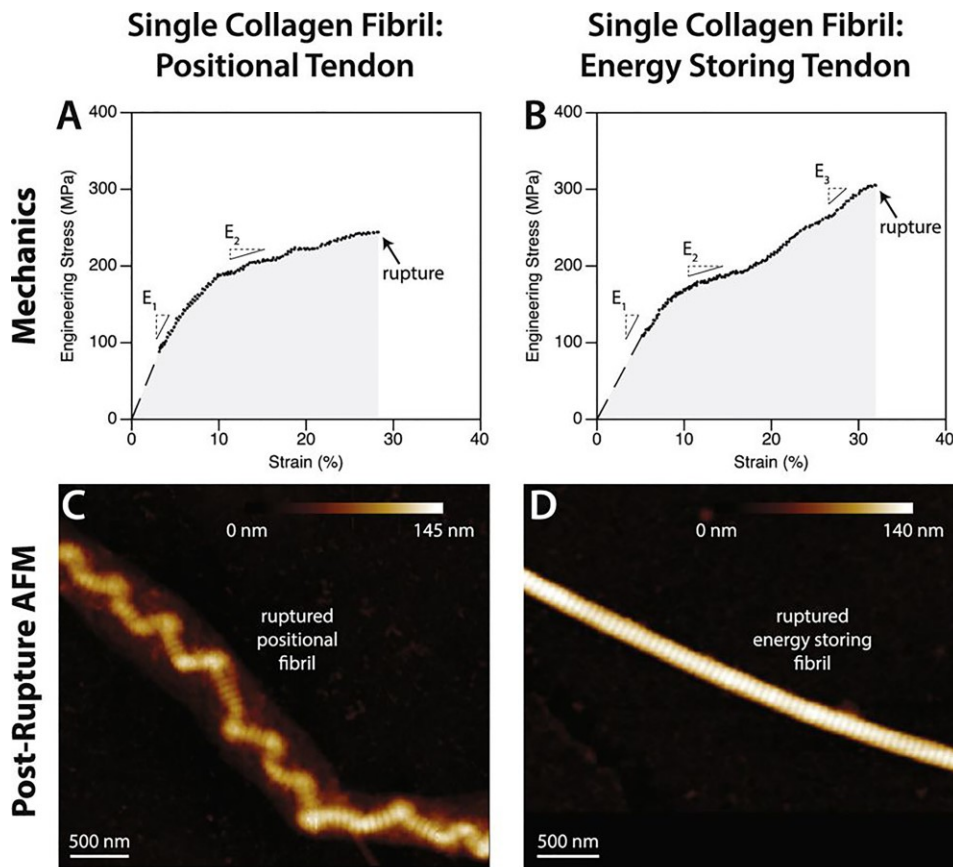 Single Collagen Fibril:
Positional Tendon
Single Collagen Fibril:
Energy Storing Tendon
Mechanics
A
Engineering Stress (MPa)
400
300
200
100
0
E1
E2
rupture
0
10
20
30
40
Strain (%)
B
Engineering Stress (MPa)
400
300
200
100
0
E1
E2
E3
rupture
0
10
20
30
40
Strain (%)
Post-Rupture AFM
C
0 nm
145 nm
ruptured
positional
fibril
500 nm
D
0 nm
140 nm
ruptured
energy storing
fibril
500 nm